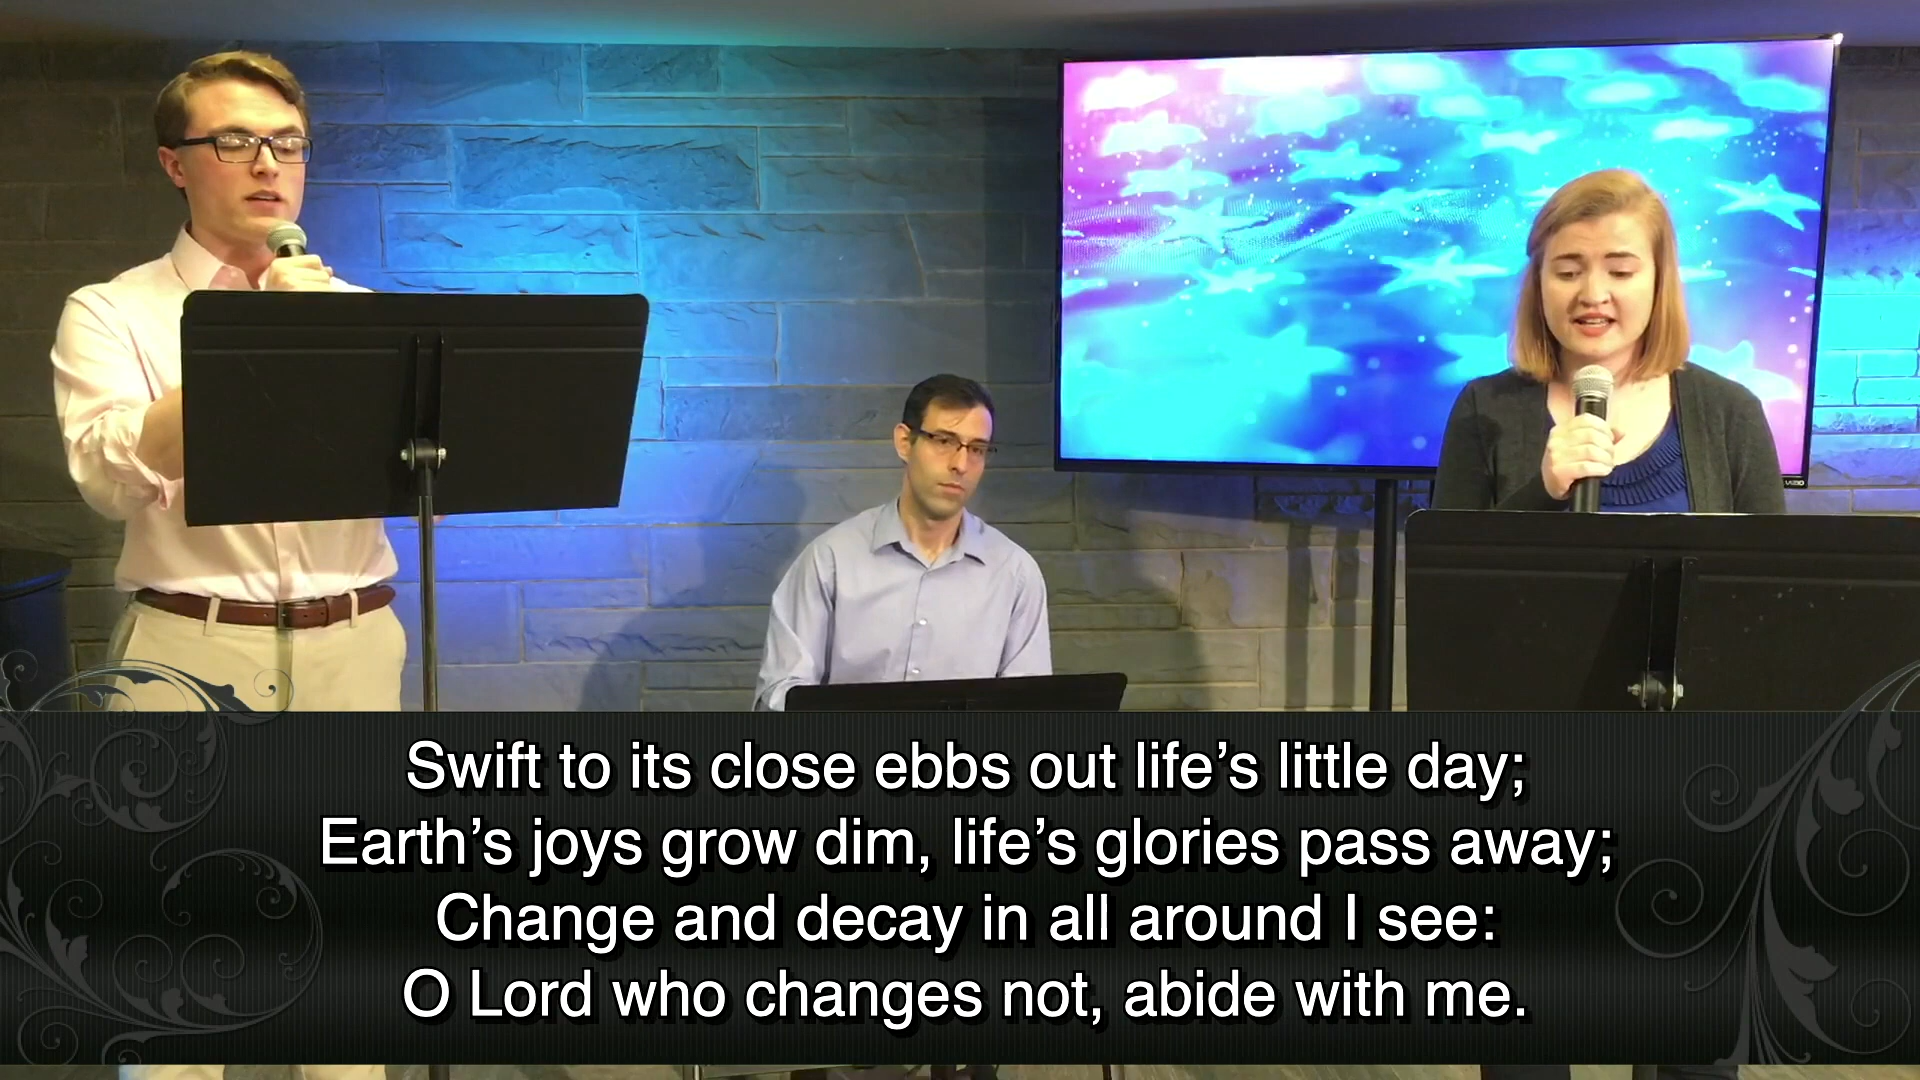 Swift to its close ebbs out life’s little day;
Earth’s joys grow dim, life’s glories pass away;
Change and decay in all around I see:
O Lord who changes not, abide with me.
VIZIO